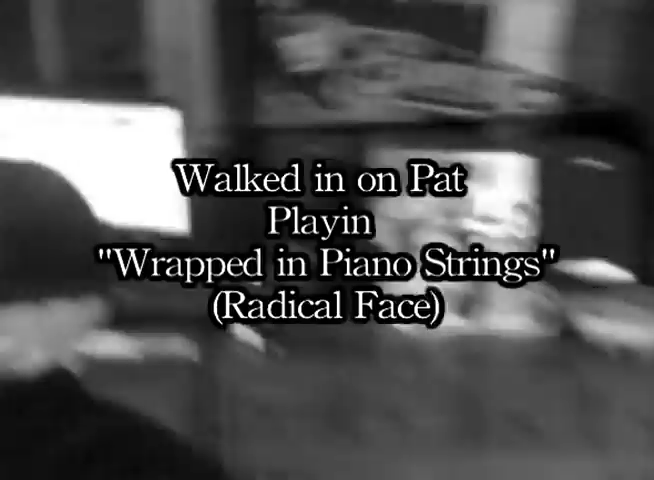 Walked in on Pat
Playin
"Wrapped in Piano Strings"
(Radical Face)